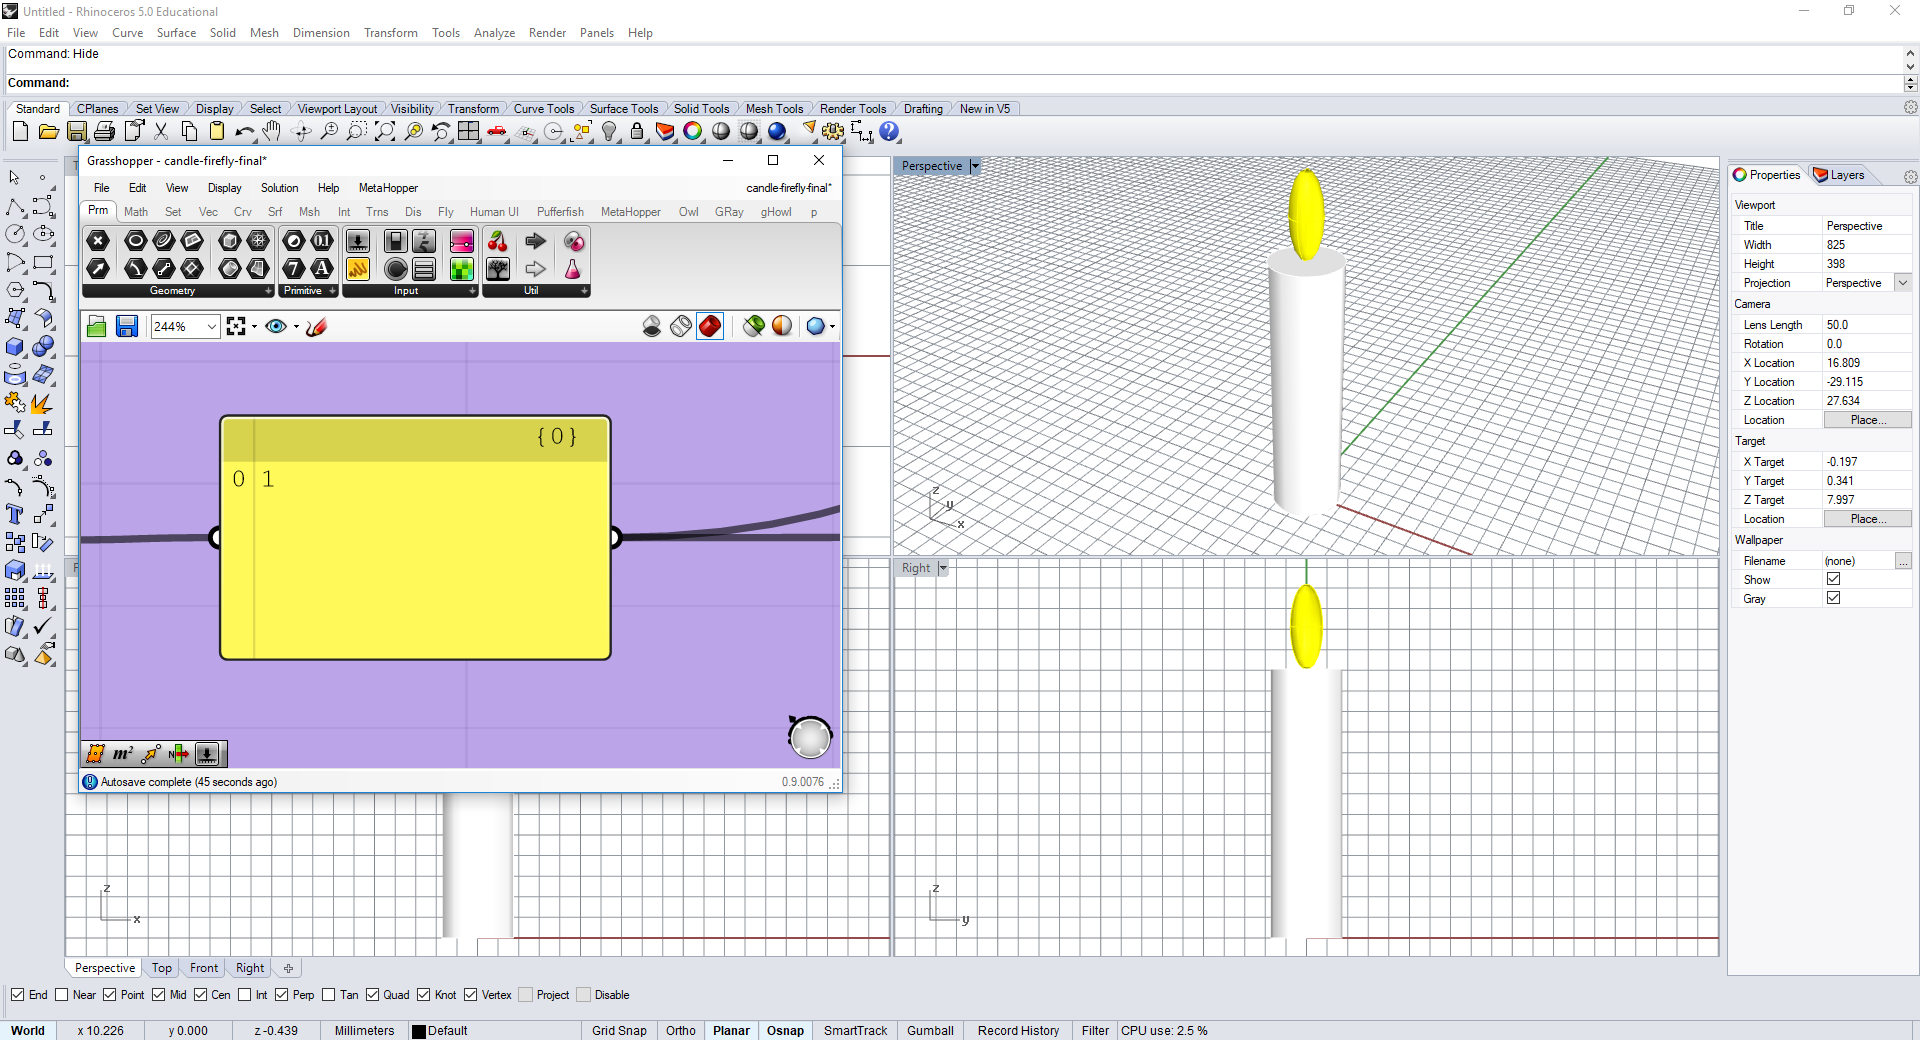 Untitled - Rhinoceros 5.0 Educational
File Edit View Curve Surface Solid Mesh Dimension Transform Tools Analyze Render Panels Help
Command: Hide
Command:
Standard CPlanes Set View Display Select Viewport Layout Visibility Transform Curve Tools Surface Tools Solid Tools Mesh Tools Render Tools Drafting New in V5
Grasshopper - candle-firefly-final*
File Edit View Display Solution Help MetaHopper candle-firefly-final*
Prm Math Set Vec Crv Srf Msh Int Trns Dis Fly Human UI Pufferfish MetaHopper Owl GRay gHowl p
Geometry Primitive Input Util
244%
{0}
0 1
m²
Autosave complete (45 seconds ago) 0.9.0076
Perspective
z
y
x
Right
z
y
z
x
Properties Layers
Viewport
Title Perspective
Width 825
Height 398
Projection Perspective
Camera
Lens Length 50.0
Rotation 0.0
X Location 16.809
Y Location -29.115
Z Location 27.634
Location Place...
Target
X Target -0.197
Y Target 0.341
Z Target 7.997
Location Place...
Wallpaper
Filename (none) ...
Show
Gray
Perspective Top Front Right
End Near Point Mid Cen Int Perp Tan Quad Knot Vertex Project Disable
World x 10.226 y 0.000 z -0.439 Millimeters Default Grid Snap Ortho Planar Osnap SmartTrack Gumball Record History Filter CPU use: 2.5 %